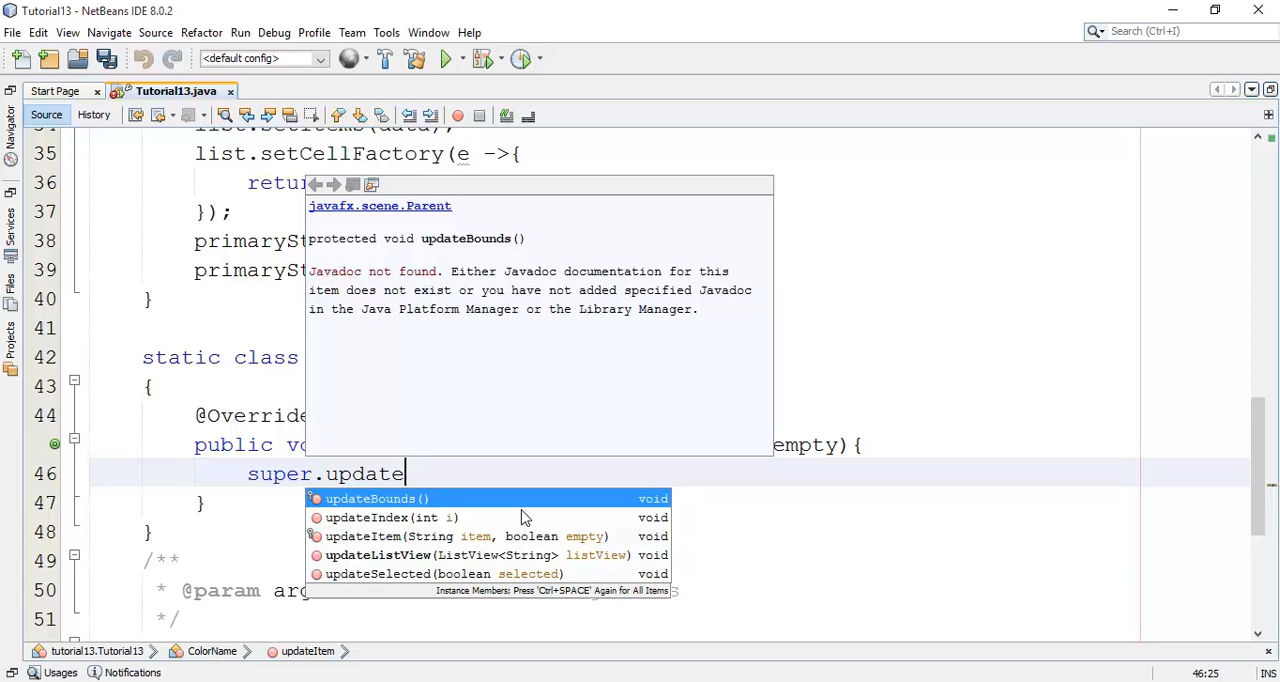 Tutorial13 - NetBeans IDE 8.0.2
File Edit View Navigate Source Refactor Run Debug Profile Team Tools Window Help
Search (Ctrl+I)
<default config>
Start Page x Tutorial13.java x
Source History
Navigator
Services
Files
Projects
35 list.setCellFactory(e ->{
36 retur
37 });
38 primarySt
39 primarySt
40 }
41
42 static class
43 {
44 @Override
public vo empty){
46 super.update
47 }
48 }
49 /**
50 * @param arg
51 */
javafx.scene.Parent
protected void updateBounds()
Javadoc not found. Either Javadoc documentation for this
item does not exist or you have not added specified Javadoc
in the Java Platform Manager or the Library Manager.
updateBounds() void
updateIndex(int i) void
updateItem(String item, boolean empty) void
updateListView(ListView<String> listView) void
updateSelected(boolean selected) void
Instance Members; Press 'Ctrl+SPACE' Again for All Items
tutorial13.Tutorial13 ColorName updateItem
Usages Notifications 46:25 INS